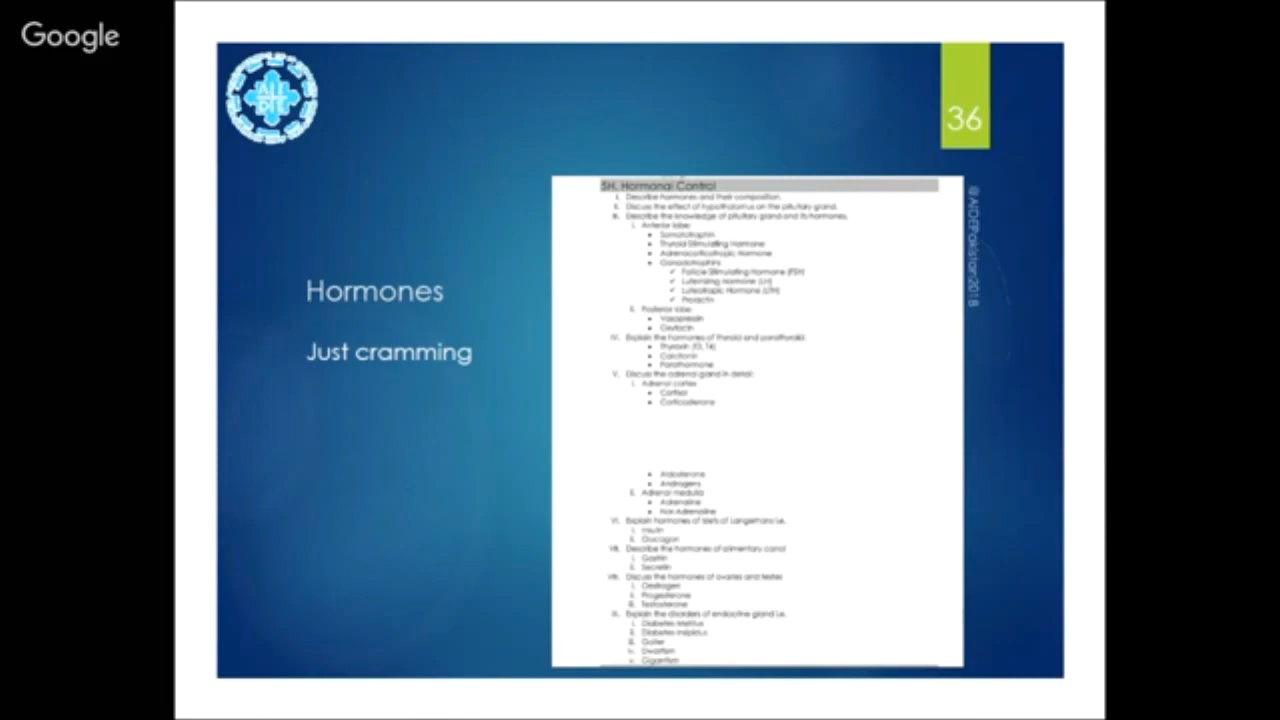 Google
36
5H. Hormonal Control
I. Describe hormones and their composition.
II. Discuss the effect of hypothalamus on the pituitary gland.
III. Describe the knowledge of pituitary gland and its hormones.
i. Anterior lobe:
• Somatotrophin
• Thyroid Stimulating Hormone
• Adrenocorticotropic Hormone
• Gonadotrophins
✓ Follicle Stimulating Hormone (FSH)
✓ Luteinizing Hormone (LH)
✓ Luteotropic Hormone (LTH)
✓ Prolactin
ii. Posterior lobe:
• Vasopressin
• Oxytocin
IV. Explain the hormones of thyroid and parathyroid:
• Thyroxin (T3, T4)
• Calcitonin
• Parathormone
V. Discuss the adrenal gland in detail:
i. Adrenal cortex
• Cortisol
• Corticosterone
• Aldosterone
• Androgens
ii. Adrenal medulla
• Adrenaline
• Nor Adrenaline
VI. Explain hormones of islets of Langerhans i.e.
i. Insulin
ii. Glucagon
VII. Describe the hormones of alimentary canal
i. Gastrin
ii. Secretin
VIII. Discuss the hormones of ovaries and testes
i. Oestrogen
ii. Progesterone
iii. Testosterone
Explain the disorders of endocrine gland i.e.
i. Diabetes Mellitus
ii. Diabetes Insipidus
iii. Goiter
iv. Dwarfism
v. Gigantism
Hormones
Just cramming
@AIDEPakistan2018